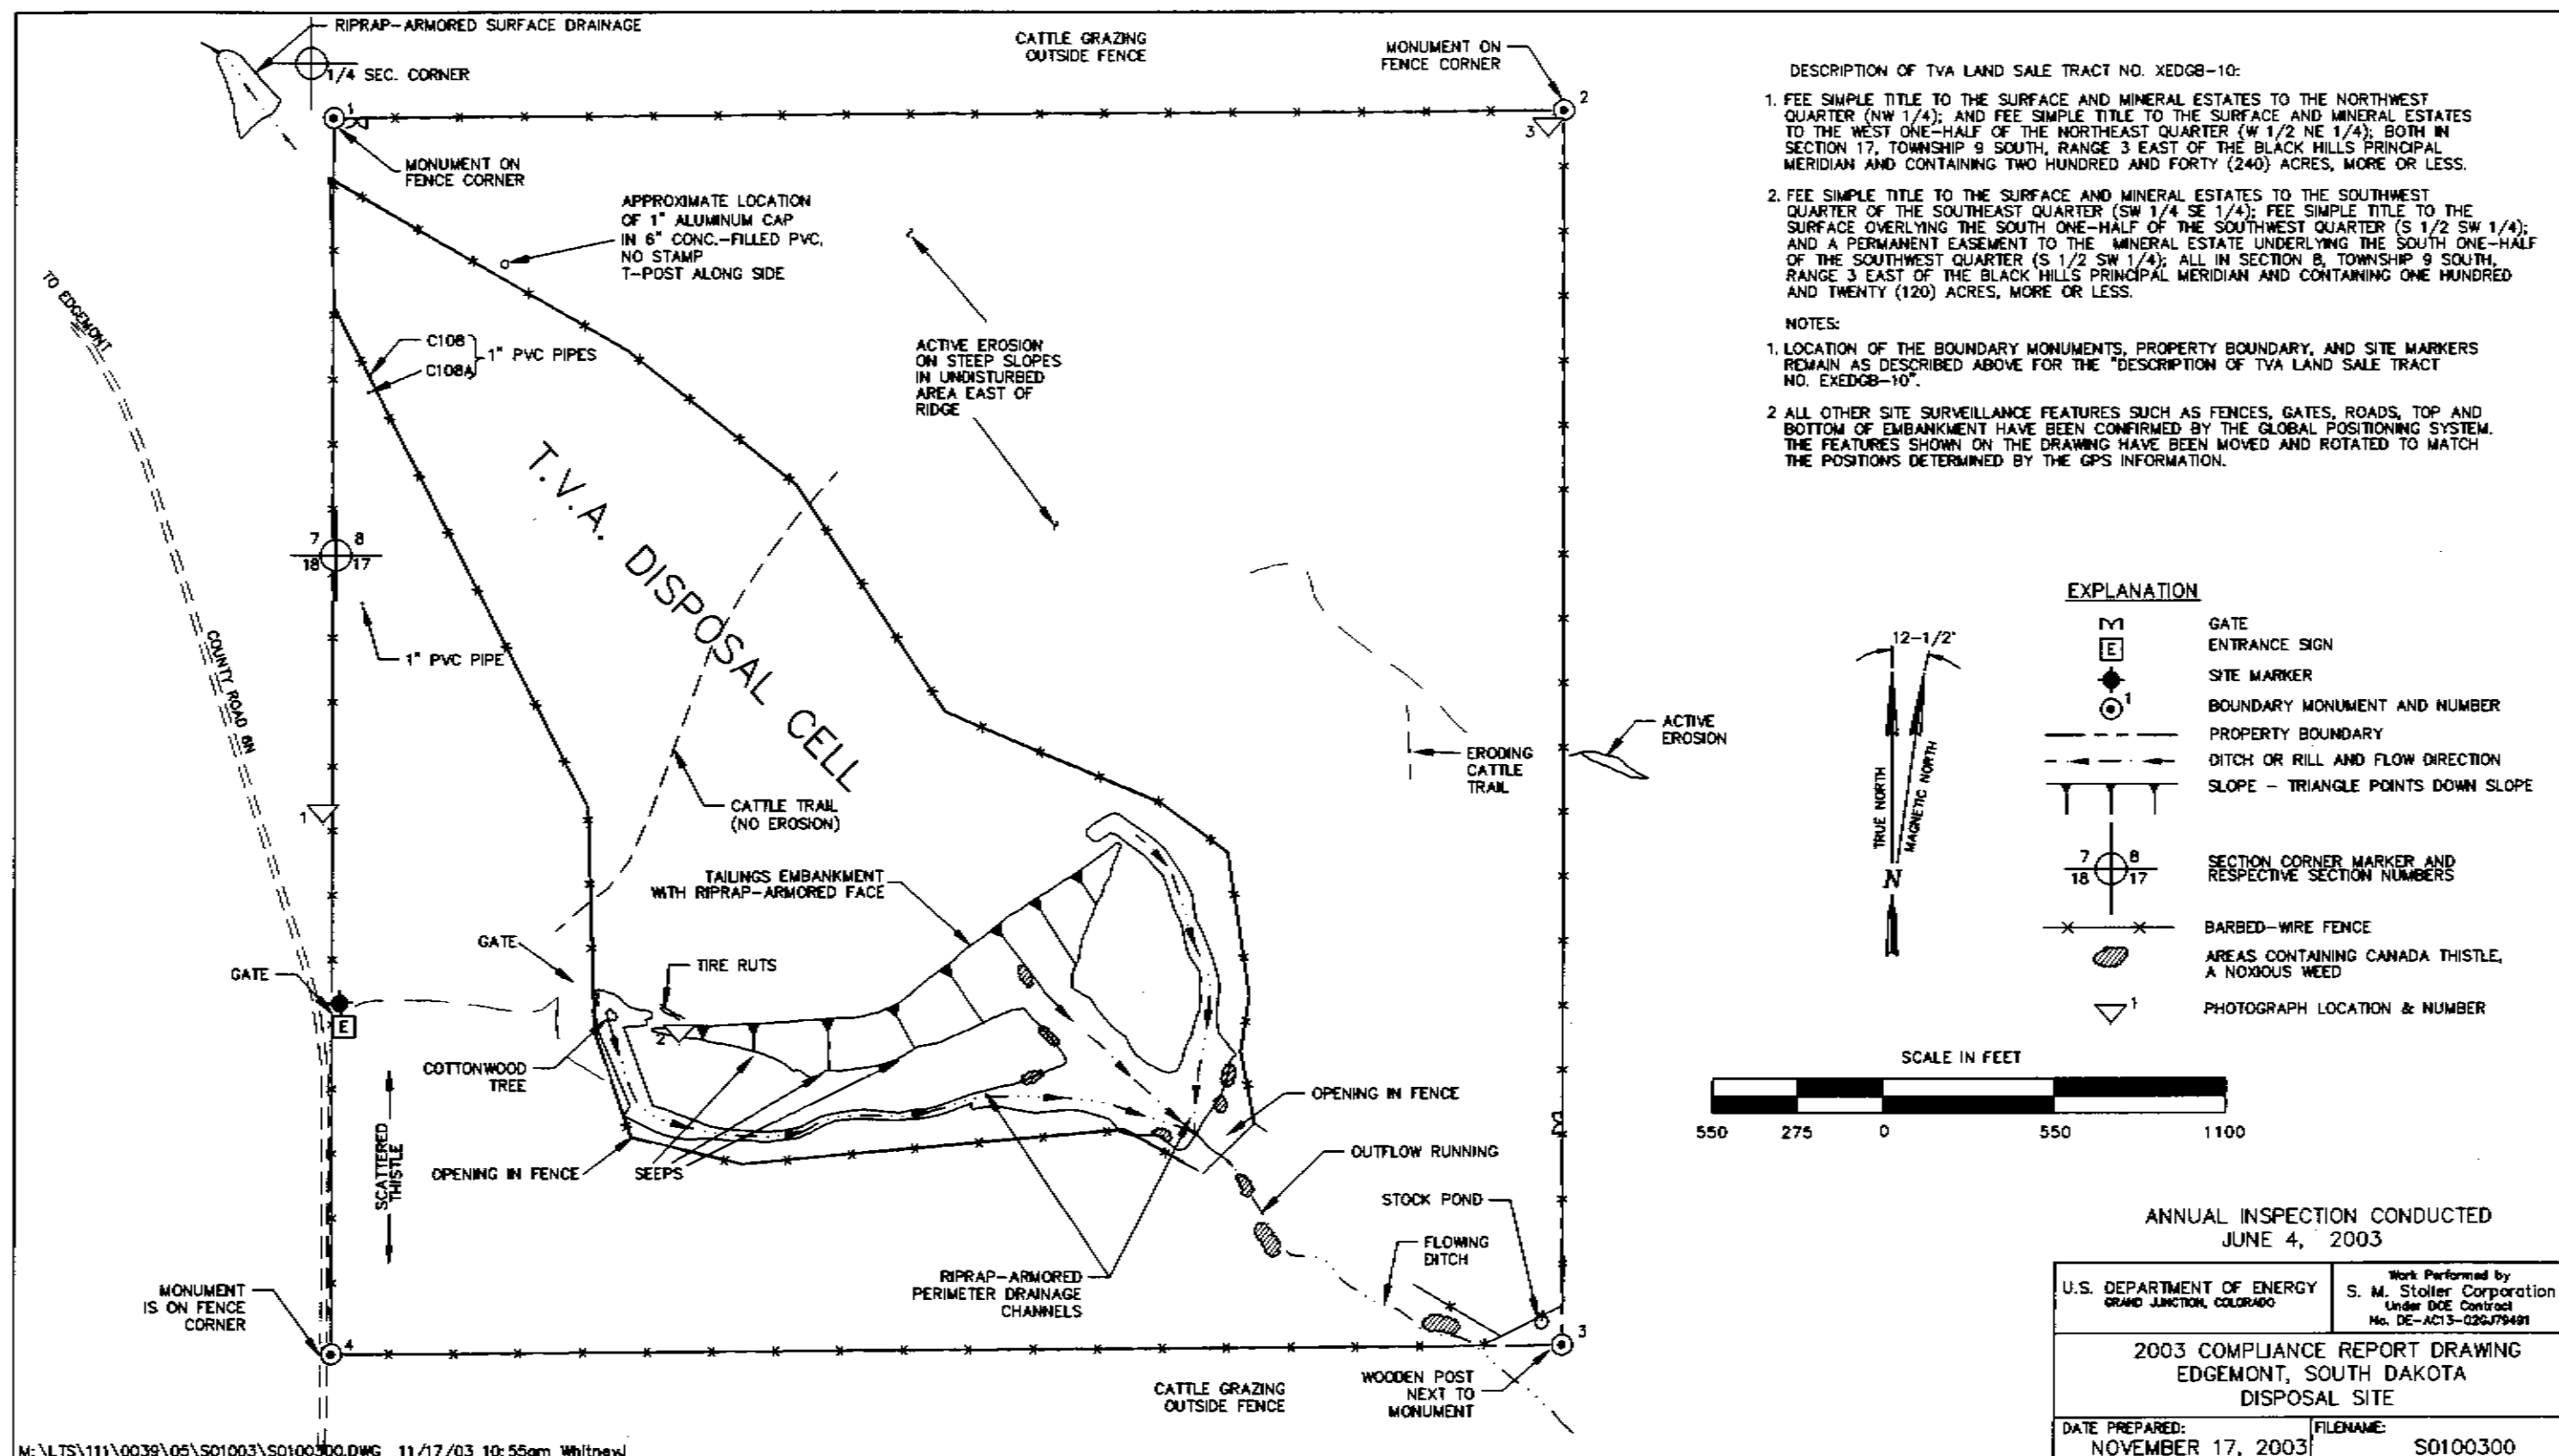 RIPRAP-ARMORED SURFACE DRAINAGE
1/4 SEC. CORNER
CATTLE GRAZING
OUTSIDE FENCE
MONUMENT ON
FENCE CORNER
1
2
3
MONUMENT ON
FENCE CORNER
APPROXIMATE LOCATION
OF 1" ALUMINUM CAP
IN 6" CONC.-FILLED PVC,
NO STAMP
T-POST ALONG SIDE
TO EDGEMONT
C108
C108A
1" PVC PIPES
ACTIVE EROSION
ON STEEP SLOPES
IN UNDISTURBED
AREA EAST OF
RIDGE
T.V.A. DISPOSAL CELL
7 8
18 17
1" PVC PIPE
COUNTY ROAD 6N
1
CATTLE TRAIL
(NO EROSION)
ERODING
CATTLE
TRAIL
ACTIVE
EROSION
TAILINGS EMBANKMENT
WITH RIPRAP-ARMORED FACE
GATE
GATE
TIRE RUTS
E
2
COTTONWOOD
TREE
SCATTERED
THISTLE
OPENING IN FENCE
SEEPS
OPENING IN FENCE
OUTFLOW RUNNING
STOCK POND
FLOWING
DITCH
RIPRAP-ARMORED
PERIMETER DRAINAGE
CHANNELS
MONUMENT
IS ON FENCE
CORNER
4
3
WOODEN POST
NEXT TO
MONUMENT
CATTLE GRAZING
OUTSIDE FENCE
M:\LTS\111\0039\05\S01003\S0100300.DWG 11/17/03 10:55am Whitneyj
DESCRIPTION OF TVA LAND SALE TRACT NO. XEDGB-10:
1. FEE SIMPLE TITLE TO THE SURFACE AND MINERAL ESTATES TO THE NORTHWEST
QUARTER (NW 1/4); AND FEE SIMPLE TITLE TO THE SURFACE AND MINERAL ESTATES
TO THE WEST ONE-HALF OF THE NORTHEAST QUARTER (W 1/2 NE 1/4); BOTH IN
SECTION 17, TOWNSHIP 9 SOUTH, RANGE 3 EAST OF THE BLACK HILLS PRINCIPAL
MERIDIAN AND CONTAINING TWO HUNDRED AND FORTY (240) ACRES, MORE OR LESS.
2. FEE SIMPLE TITLE TO THE SURFACE AND MINERAL ESTATES TO THE SOUTHWEST
QUARTER OF THE SOUTHEAST QUARTER (SW 1/4 SE 1/4); FEE SIMPLE TITLE TO THE
SURFACE OVERLYING THE SOUTH ONE-HALF OF THE SOUTHWEST QUARTER (S 1/2 SW 1/4);
AND A PERMANENT EASEMENT TO THE MINERAL ESTATE UNDERLYING THE SOUTH ONE-HALF
OF THE SOUTHWEST QUARTER (S 1/2 SW 1/4); ALL IN SECTION 8, TOWNSHIP 9 SOUTH,
RANGE 3 EAST OF THE BLACK HILLS PRINCIPAL MERIDIAN AND CONTAINING ONE HUNDRED
AND TWENTY (120) ACRES, MORE OR LESS.
NOTES:
1. LOCATION OF THE BOUNDARY MONUMENTS, PROPERTY BOUNDARY, AND SITE MARKERS
REMAIN AS DESCRIBED ABOVE FOR THE "DESCRIPTION OF TVA LAND SALE TRACT
NO. EXEDGB-10".
2 ALL OTHER SITE SURVEILLANCE FEATURES SUCH AS FENCES, GATES, ROADS, TOP AND
BOTTOM OF EMBANKMENT HAVE BEEN CONFIRMED BY THE GLOBAL POSITIONING SYSTEM.
THE FEATURES SHOWN ON THE DRAWING HAVE BEEN MOVED AND ROTATED TO MATCH
THE POSITIONS DETERMINED BY THE GPS INFORMATION.
12-1/2°
TRUE NORTH
MAGNETIC NORTH
N
EXPLANATION
GATE
E ENTRANCE SIGN
SITE MARKER
1 BOUNDARY MONUMENT AND NUMBER
PROPERTY BOUNDARY
DITCH OR RILL AND FLOW DIRECTION
SLOPE - TRIANGLE POINTS DOWN SLOPE
7 8
18 17
SECTION CORNER MARKER AND
RESPECTIVE SECTION NUMBERS
BARBED-WIRE FENCE
AREAS CONTAINING CANADA THISTLE,
A NOXIOUS WEED
1 PHOTOGRAPH LOCATION & NUMBER
SCALE IN FEET
550 275 0 550 1100
ANNUAL INSPECTION CONDUCTED
JUNE 4, 2003
U.S. DEPARTMENT OF ENERGY
GRAND JUNCTION, COLORADO
Work Performed by
S. M. Stoller Corporation
Under DOE Contract
No. DE-AC13-02GJ79491
2003 COMPLIANCE REPORT DRAWING
EDGEMONT, SOUTH DAKOTA
DISPOSAL SITE
DATE PREPARED:
NOVEMBER 17, 2003
FILENAME:
S0100300